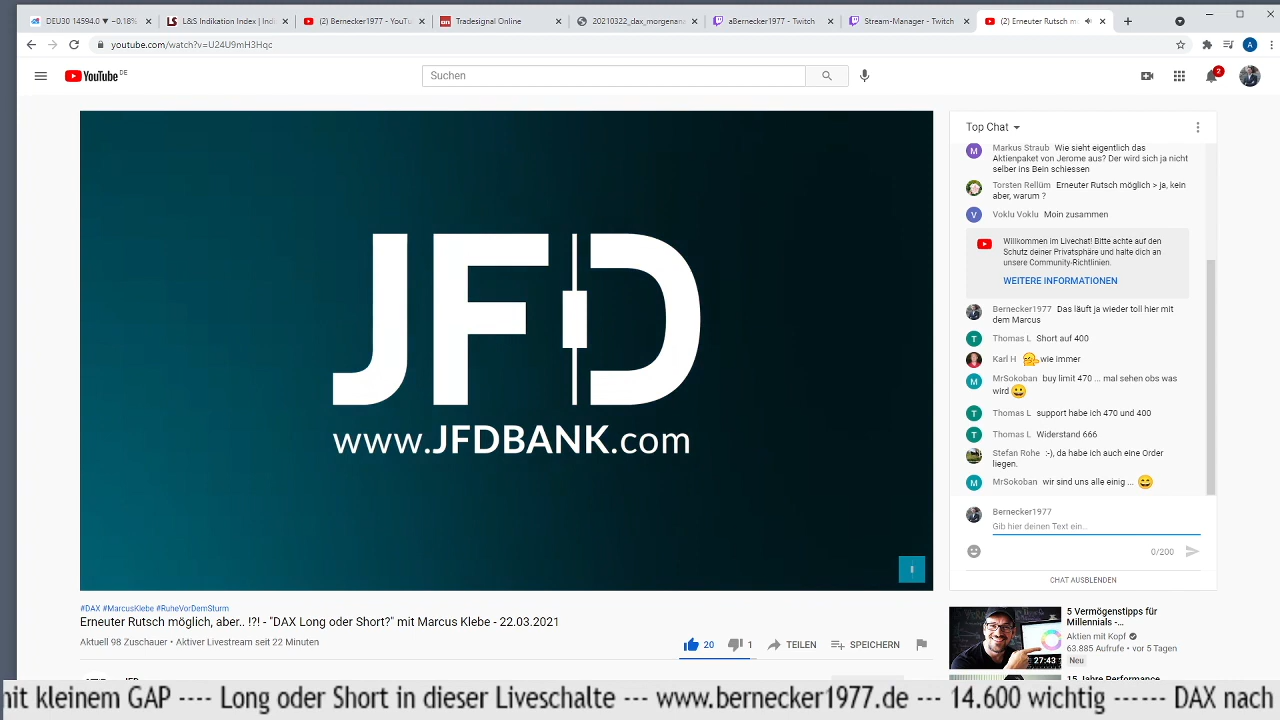 DEU30 14594.0 ▼ −0.18%
L&S Indikation Index | Ind
(2) Bernecker1977 - YouTu
Tradesignal Online
20210322_dax_morgenana
aBernecker1977 - Twitch
Stream-Manager - Twitch
(2) Erneuter Rutsch mö
youtube.com/watch?v=U24U9mH3Hqc
A
YouTube DE
Suchen
2
JFD
www.JFDBANK.com
#DAX #MarcusKlebe #RuheVorDemSturm
Erneuter Rutsch möglich, aber.. !?! - "DAX Long oder Short?" mit Marcus Klebe - 22.03.2021
Aktuell 98 Zuschauer • Aktiver Livestream seit 22 Minuten
20
1
TEILEN
SPEICHERN
Top Chat
M
Markus Straub Wie sieht eigentlich das
Aktienpaket von Jerome aus? Der wird sich ja nicht
selber ins Bein schiessen
Torsten Rellüm Erneuter Rutsch möglich > ja, kein
aber, warum ?
V
Voklu Voklu Moin zusammen
Willkommen im Livechat! Bitte achte auf den
Schutz deiner Privatsphäre und halte dich an
unsere Community-Richtlinien.
WEITERE INFORMATIONEN
Bernecker1977 Das läuft ja wieder toll hier mit
dem Marcus
T
Thomas L Short auf 400
Karl H 🤗wie immer
M
MrSokoban buy limit 470 ... mal sehen obs was
wird😀
T
Thomas L support habe ich 470 und 400
T
Thomas L Widerstand 666
Stefan Rohe :-), da habe ich auch eine Order
liegen.
M
MrSokoban wir sind uns alle einig ... 😄
Bernecker1977
Gib hier deinen Text ein...
0/200
CHAT AUSBLENDEN
27:43
5 Vermögenstipps für
Millennials -...
Aktien mit Kopf
63.885 Aufrufe • vor 5 Tagen
Neu
15 Jahre Performance
mit kleinem GAP ---- Long oder Short in dieser Liveschalte --- www.bernecker1977.de --- 14.600 wichtig ------ DAX nach